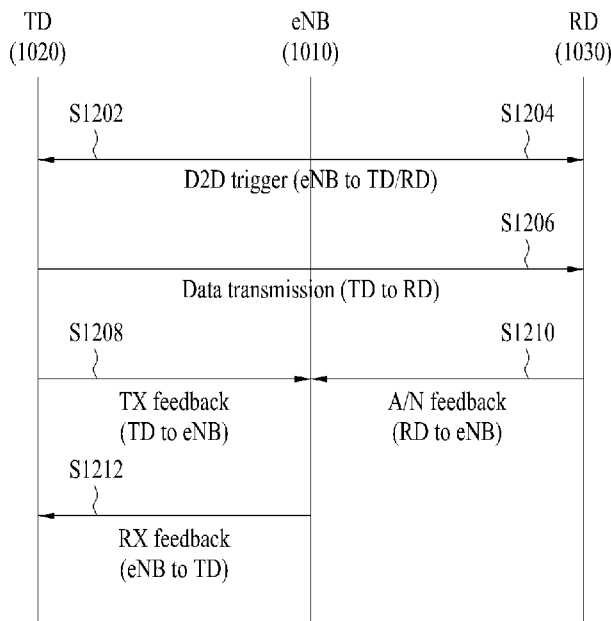 TD
(1020)
eNB
(1010)
RD
(1030)
S1202
S1204
D2D trigger (eNB to TD/RD)
S1206
Data transmission (TD to RD)
S1208
S1210
TX feedback
(TD to eNB)
A/N feedback
(RD to eNB)
S1212
RX feedback
(eNB to TD)